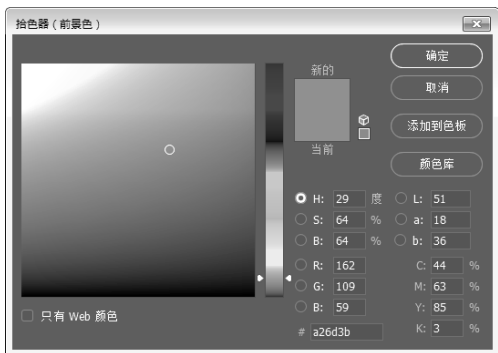 拾色器（前景色）
新的
当前
确定
取消
添加到色板
颜色库
H: 29 度 L: 51
S: 64 % a: 18
B: 64 % b: 36
R: 162 C: 44 %
G: 109 M: 63 %
B: 59 Y: 85 %
# a26d3b K: 3 %
只有 Web 颜色